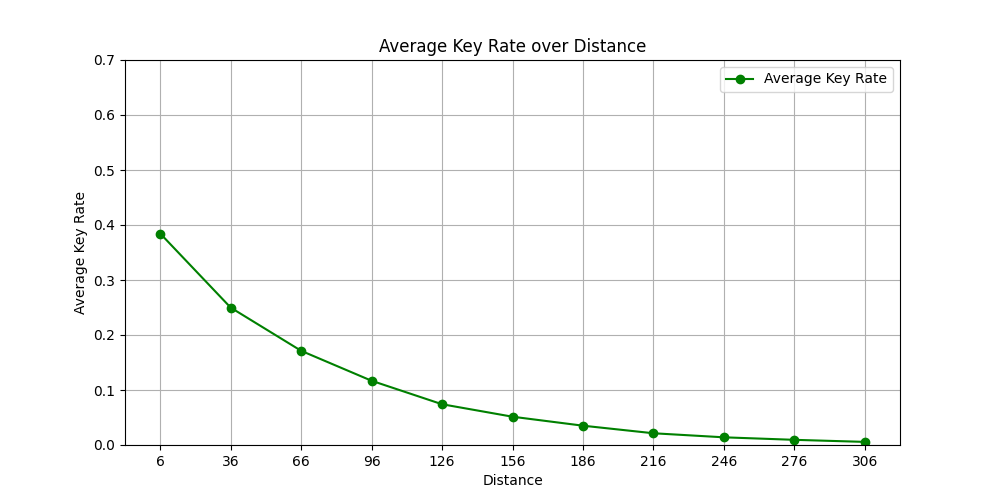 Average Key Rate over Distance
Average Key Rate
0.7
0.6
0.5
0.4
0.3
0.2
0.1
0.0
Average Key Rate
6 36 66 96 126 156 186 216 246 276 306
Distance